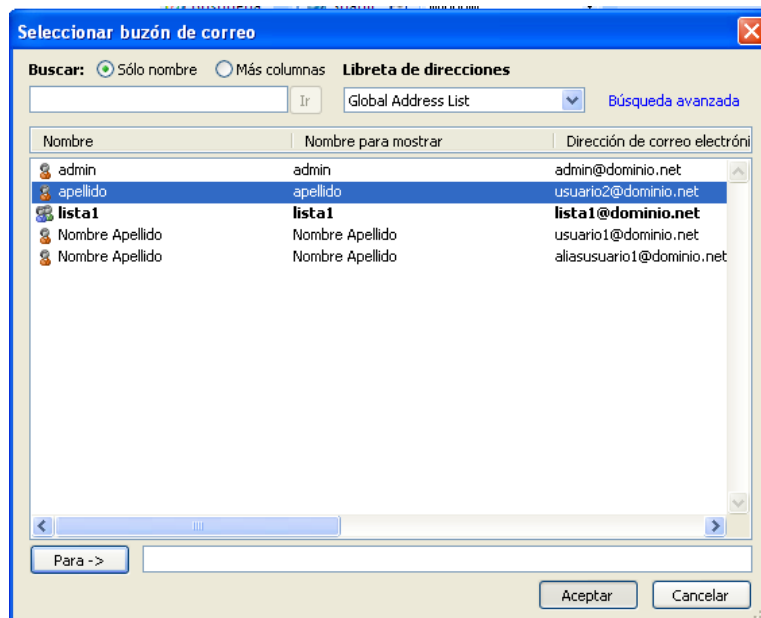 Seleccionar buzón de correo
Buscar: Sólo nombre Más columnas Libreta de direcciones
Ir Global Address List Búsqueda avanzada
Nombre Nombre para mostrar Dirección de correo electróni
admin admin admin@dominio.net
apellido apellido usuario2@dominio.net
lista1 lista1 lista1@dominio.net
Nombre Apellido Nombre Apellido usuario1@dominio.net
Nombre Apellido Nombre Apellido aliasusuario1@dominio.net
Para ->
Aceptar Cancelar